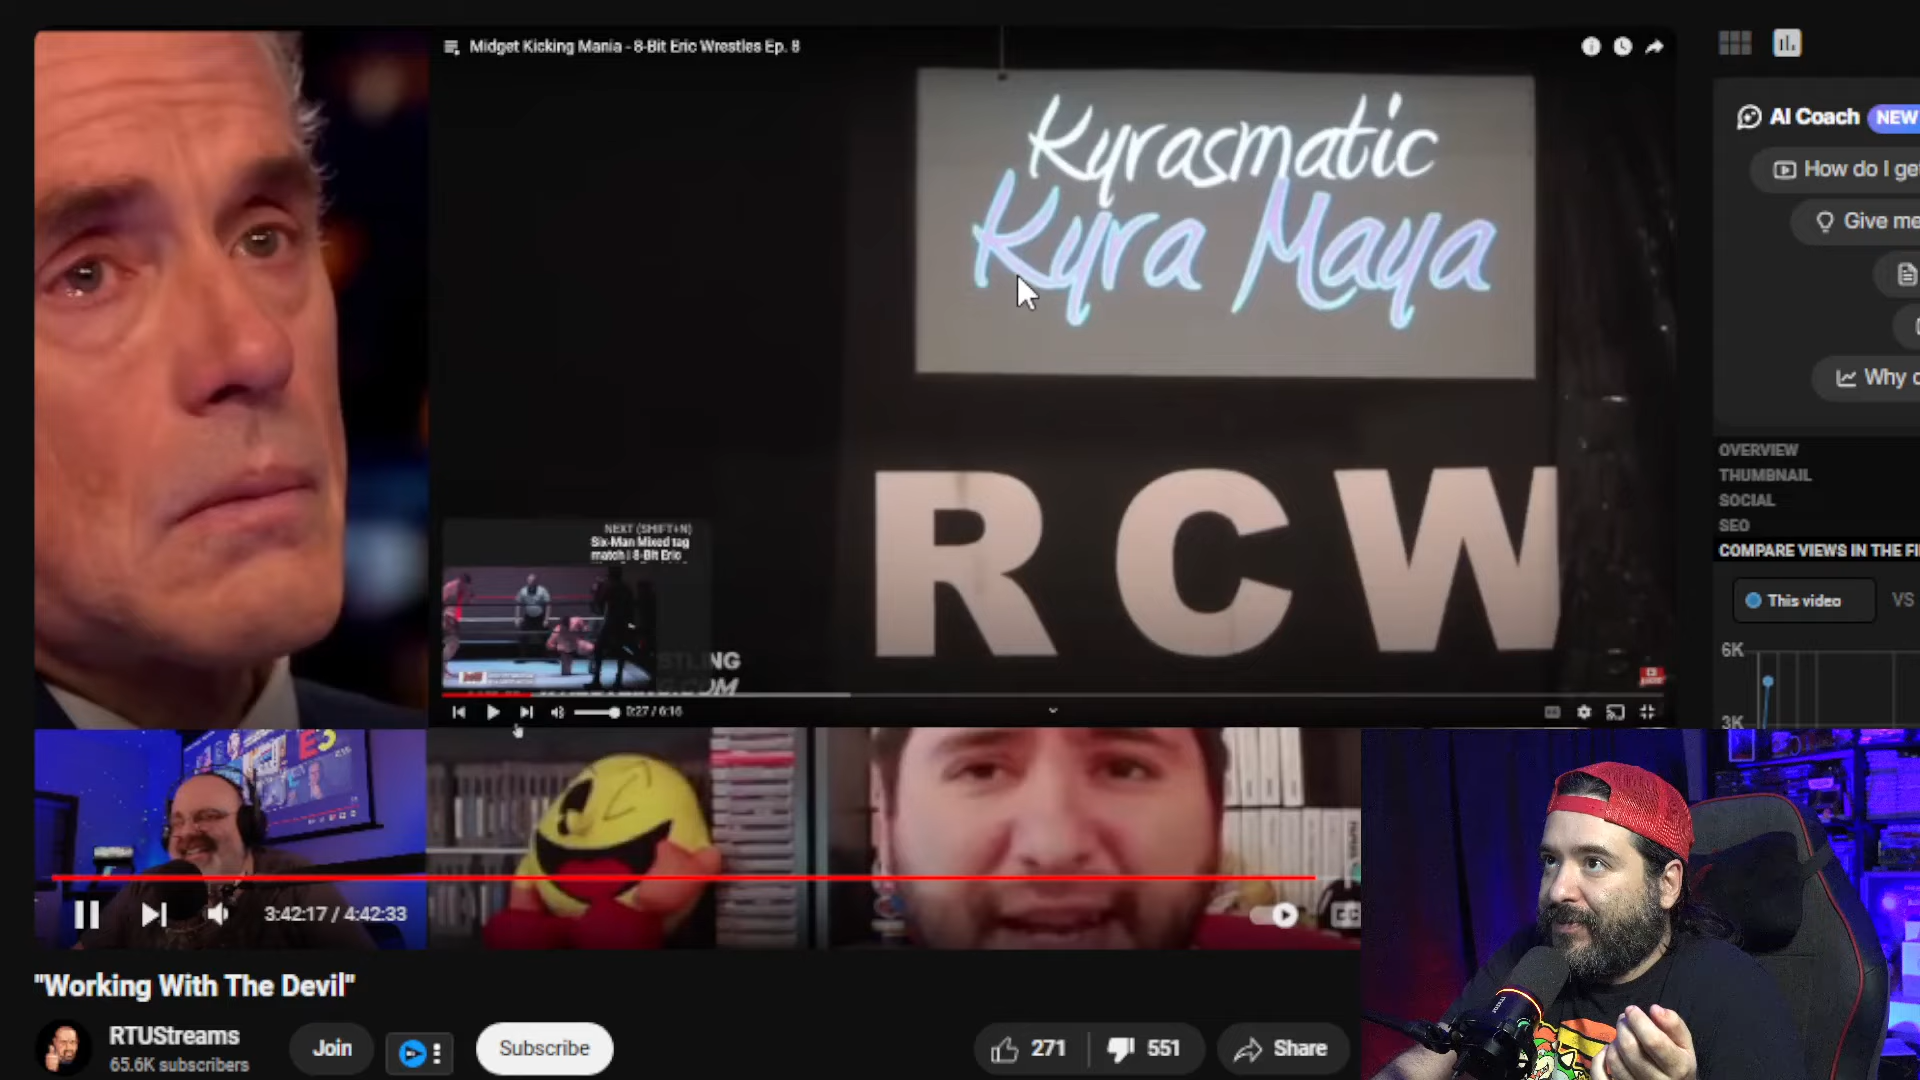 Midget Kicking Mania - 8-Bit Eric Wrestles Ep. 8
Kyrasmatic
Kyra Maya
RCW
NEXT (SHIFT+N)
Six-Man Mixed tag
match | 8-Bit Eric
0:27 / 6:16
3:42:17 / 4:42:33
CC
"Working With The Devil"
RTUStreams
65.6K subscribers
Join
Subscribe
271
551
Share
AI Coach NEW
How do I get
Give me
Why
OVERVIEW
THUMBNAIL
SOCIAL
SEO
COMPARE VIEWS IN THE FI
This video
VS
6K
3K